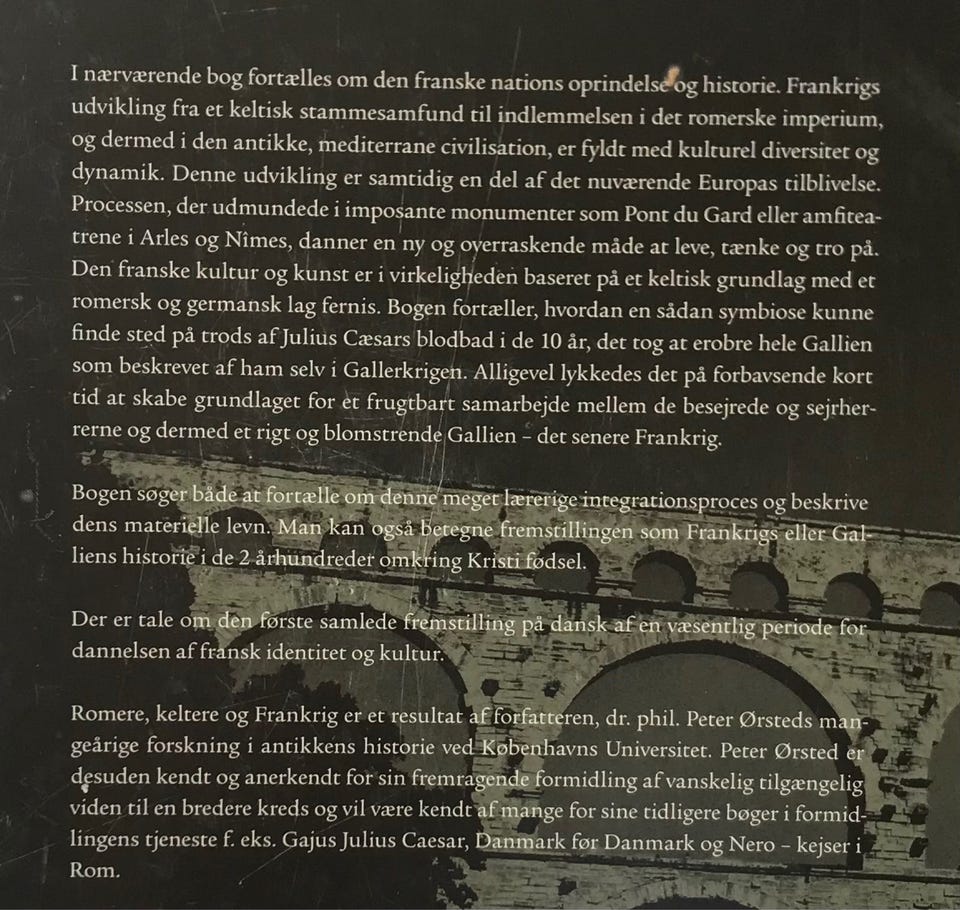 I nærværende bog fortælles om den franske nations oprindelse og historie. Frankrigs
udvikling fra et keltisk stammesamfund til indlemmelsen i det romerske imperium,
og dermed i den antikke, mediterrane civilisation, er fyldt med kulturel diversitet og
dynamik. Denne udvikling er samtidig en del af det nuværende Europas tilblivelse.
Processen, der udmundede i imposante monumenter som Pont du Gard eller amfitea-
trene i Arles og Nîmes, danner en ny og overraskende måde at leve, tænke og tro på.
Den franske kultur og kunst er i virkeligheden baseret på et keltisk grundlag med et
romersk og germansk lag fernis. Bogen fortæller, hvordan en sådan symbiose kunne
finde sted på trods af Julius Cæsars blodbad i de 10 år, det tog at erobre hele Gallien
som beskrevet af ham selv i Gallerkrigen. Alligevel lykkedes det på forbavsende kort
tid at skabe grundlaget for et frugtbart samarbejde mellem de besejrede og sejrher-
rerne og dermed et rigt og blomstrende Gallien – det senere Frankrig.
Bogen søger både at fortælle om denne meget lærerige integrationsproces og beskrive
dens materielle levn. Man kan også betegne fremstillingen som Frankrigs eller Gal-
liens historie i de 2 århundreder omkring Kristi fødsel.
Der er tale om den første samlede fremstilling på dansk af en væsentlig periode for
dannelsen af fransk identitet og kultur.
Romere, keltere og Frankrig er et resultat af forfatteren, dr. phil. Peter Ørsteds man-
geårige forskning i antikkens historie ved Københavns Universitet. Peter Ørsted er
desuden kendt og anerkendt for sin fremragende formidling af vanskelig tilgængelig
viden til en bredere kreds og vil være kendt af mange for sine tidligere bøger i formid-
lingens tjeneste f. eks. Gajus Julius Caesar, Danmark før Danmark og Nero – kejser i
Rom.